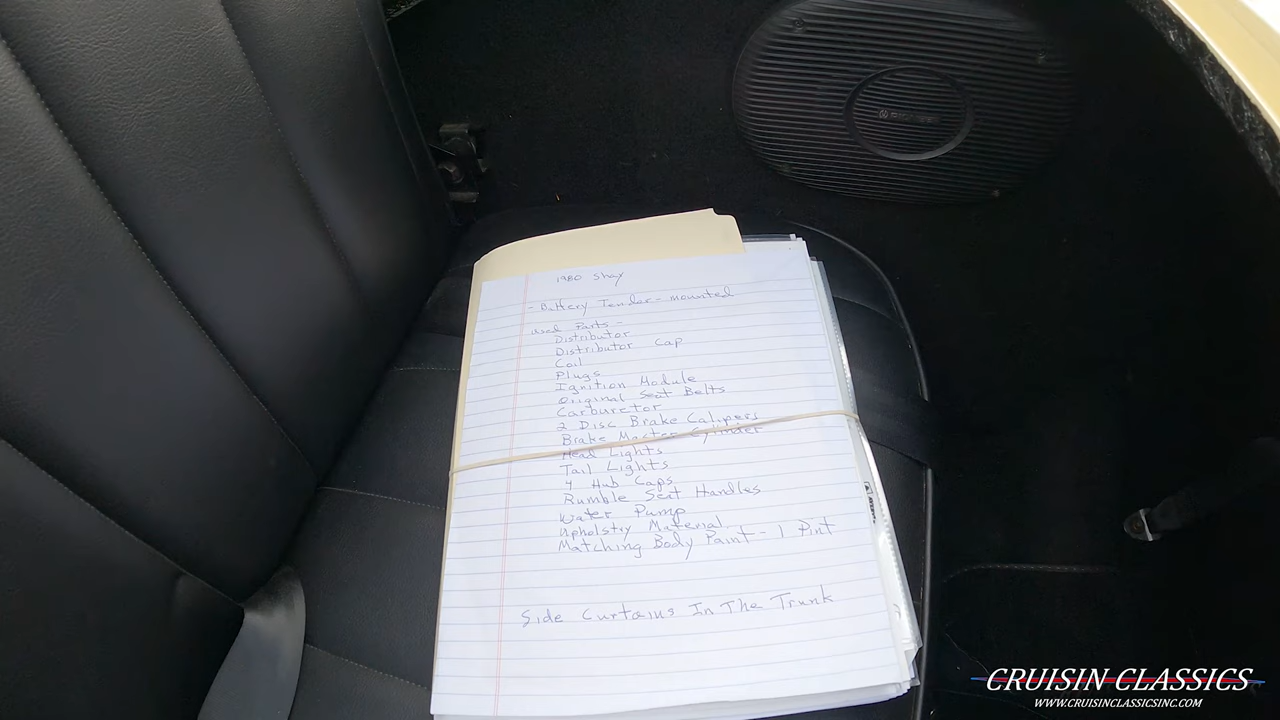 PIONEER
1980 Shay
- Battery Tender - mounted
Used Parts -
Distributor
Distributor Cap
Coil
Plugs
Ignition Module
Original Seat Belts
Carburetor
2 Disc Brake Calipers
Brake Master Cylinder
Head Lights
Tail Lights
4 Hub Caps
Rumble Seat Handles
Water Pump
Upholstry Material
Matching Body Paint - 1 Pint
Side Curtains In The Trunk
CRUISIN CLASSICS
WWW.CRUISINCLASSICSINC.COM